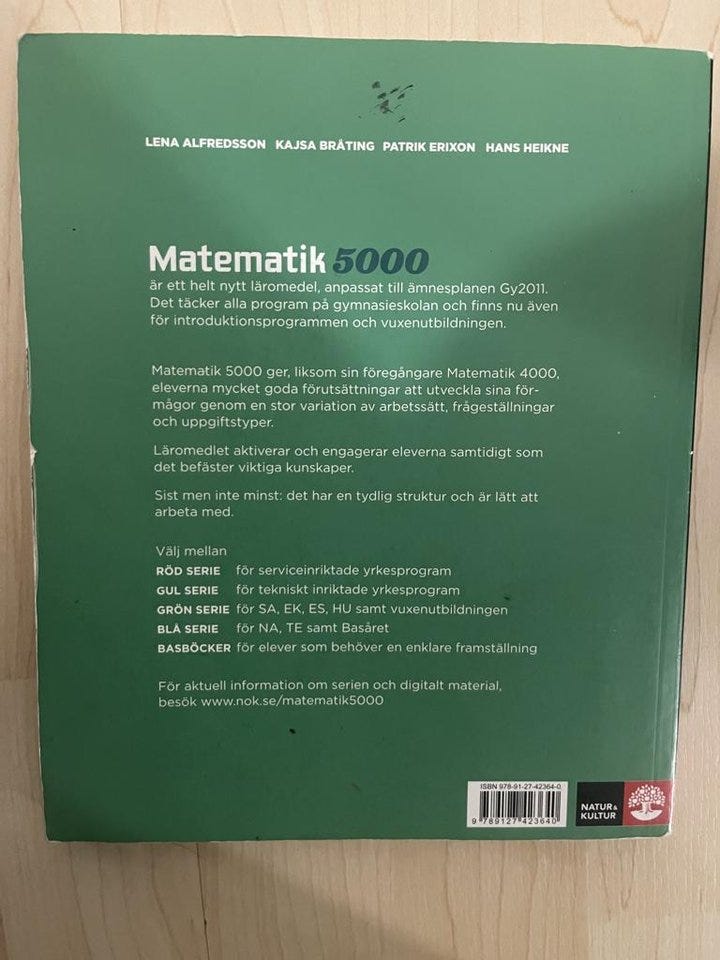 LENA ALFREDSSON KAJSA BRÅTING PATRIK ERIXON HANS HEIKNE
Matematik 5000
är ett helt nytt läromedel, anpassat till ämnesplanen Gy2011.
Det täcker alla program på gymnasieskolan och finns nu även
för introduktionsprogrammen och vuxenutbildningen.
Matematik 5000 ger, liksom sin föregångare Matematik 4000,
eleverna mycket goda förutsättningar att utveckla sina för-
mågor genom en stor variation av arbetssätt, frågeställningar
och uppgiftstyper.
Läromedlet aktiverar och engagerar eleverna samtidigt som
det befäster viktiga kunskaper.
Sist men inte minst: det har en tydlig struktur och är lätt att
arbeta med.
Välj mellan
RÖD SERIE för serviceinriktade yrkesprogram
GUL SERIE för tekniskt inriktade yrkesprogram
GRÖN SERIE för SA, EK, ES, HU samt vuxenutbildningen
BLÅ SERIE för NA, TE samt Basåret
BASBÖCKER för elever som behöver en enklare framställning
För aktuell information om serien och digitalt material,
besök www.nok.se/matematik5000
ISBN 978-91-27-42364-0
9 789127 423640
NATUR &
KULTUR